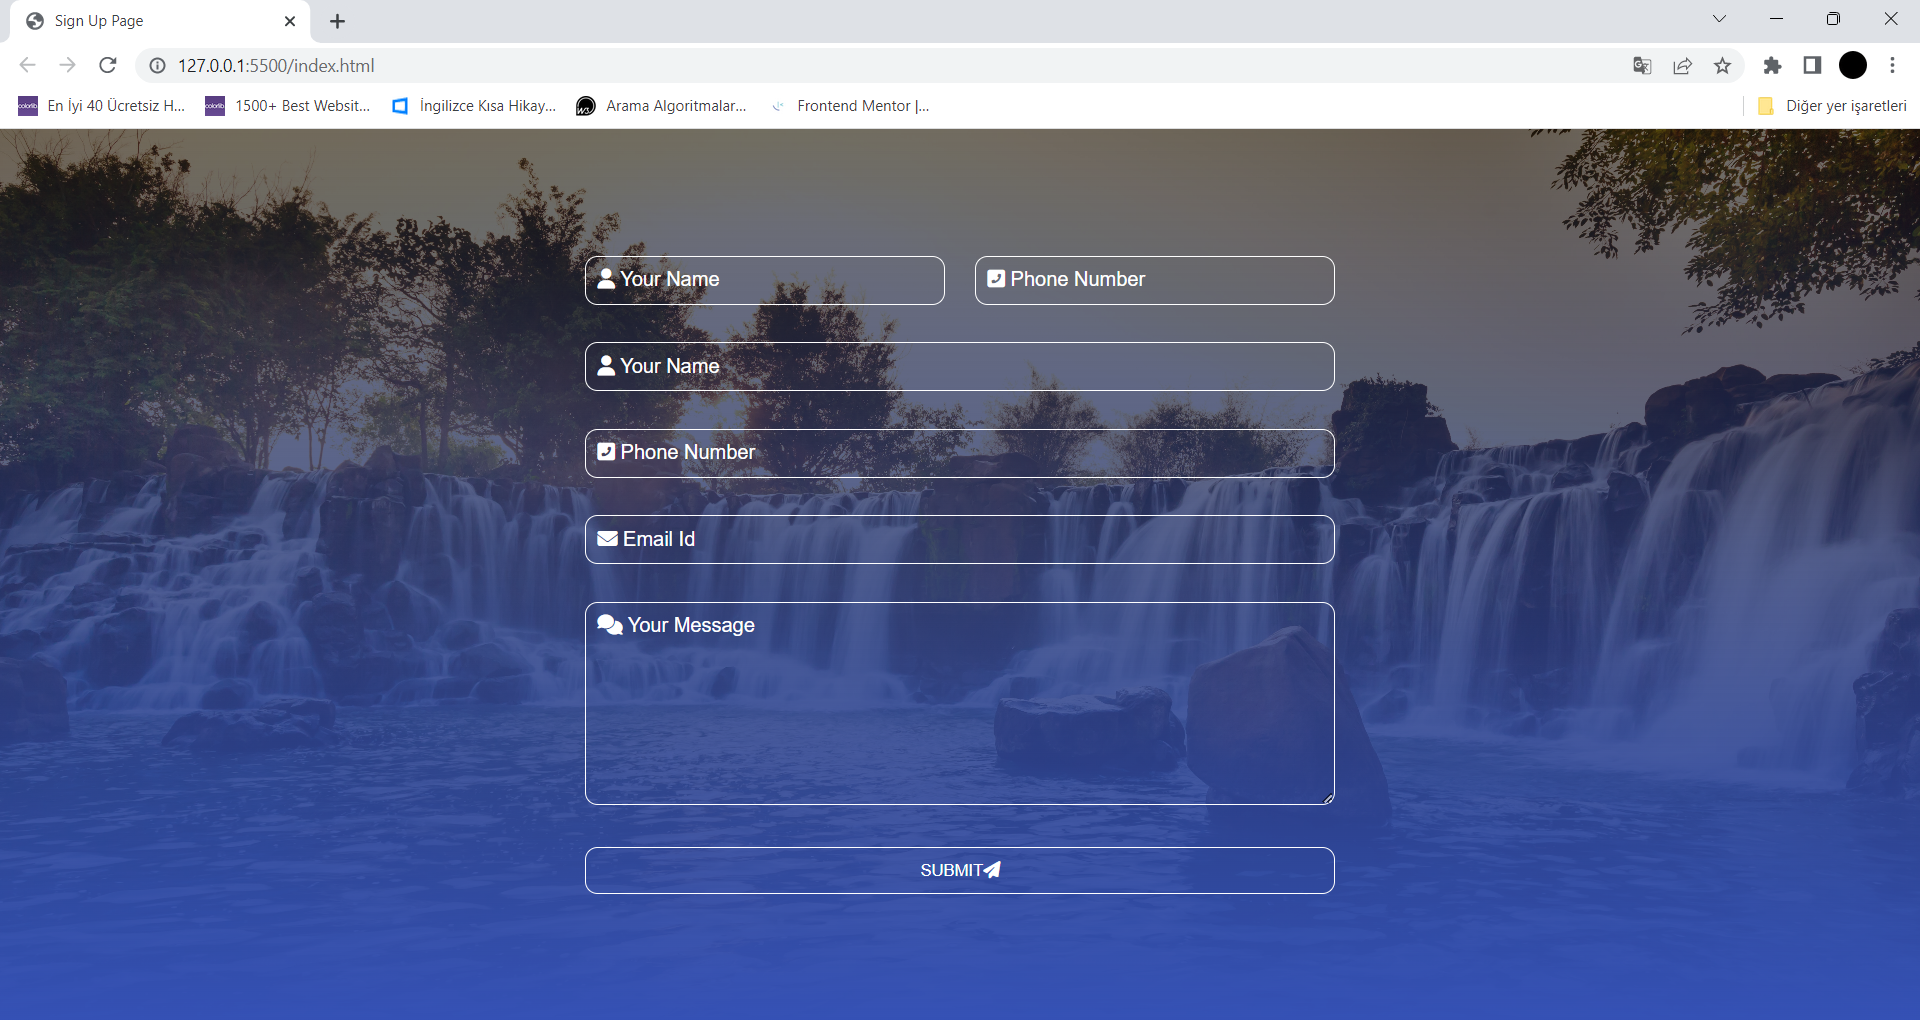 Sign Up Page
127.0.0.1:5500/index.html
En İyi 40 Ücretsiz H... 1500+ Best Websit... İngilizce Kısa Hikay... Arama Algoritmalar... Frontend Mentor |... Diğer yer işaretleri
Your Name Phone Number
Your Name
Phone Number
Email Id
Your Message
SUBMIT